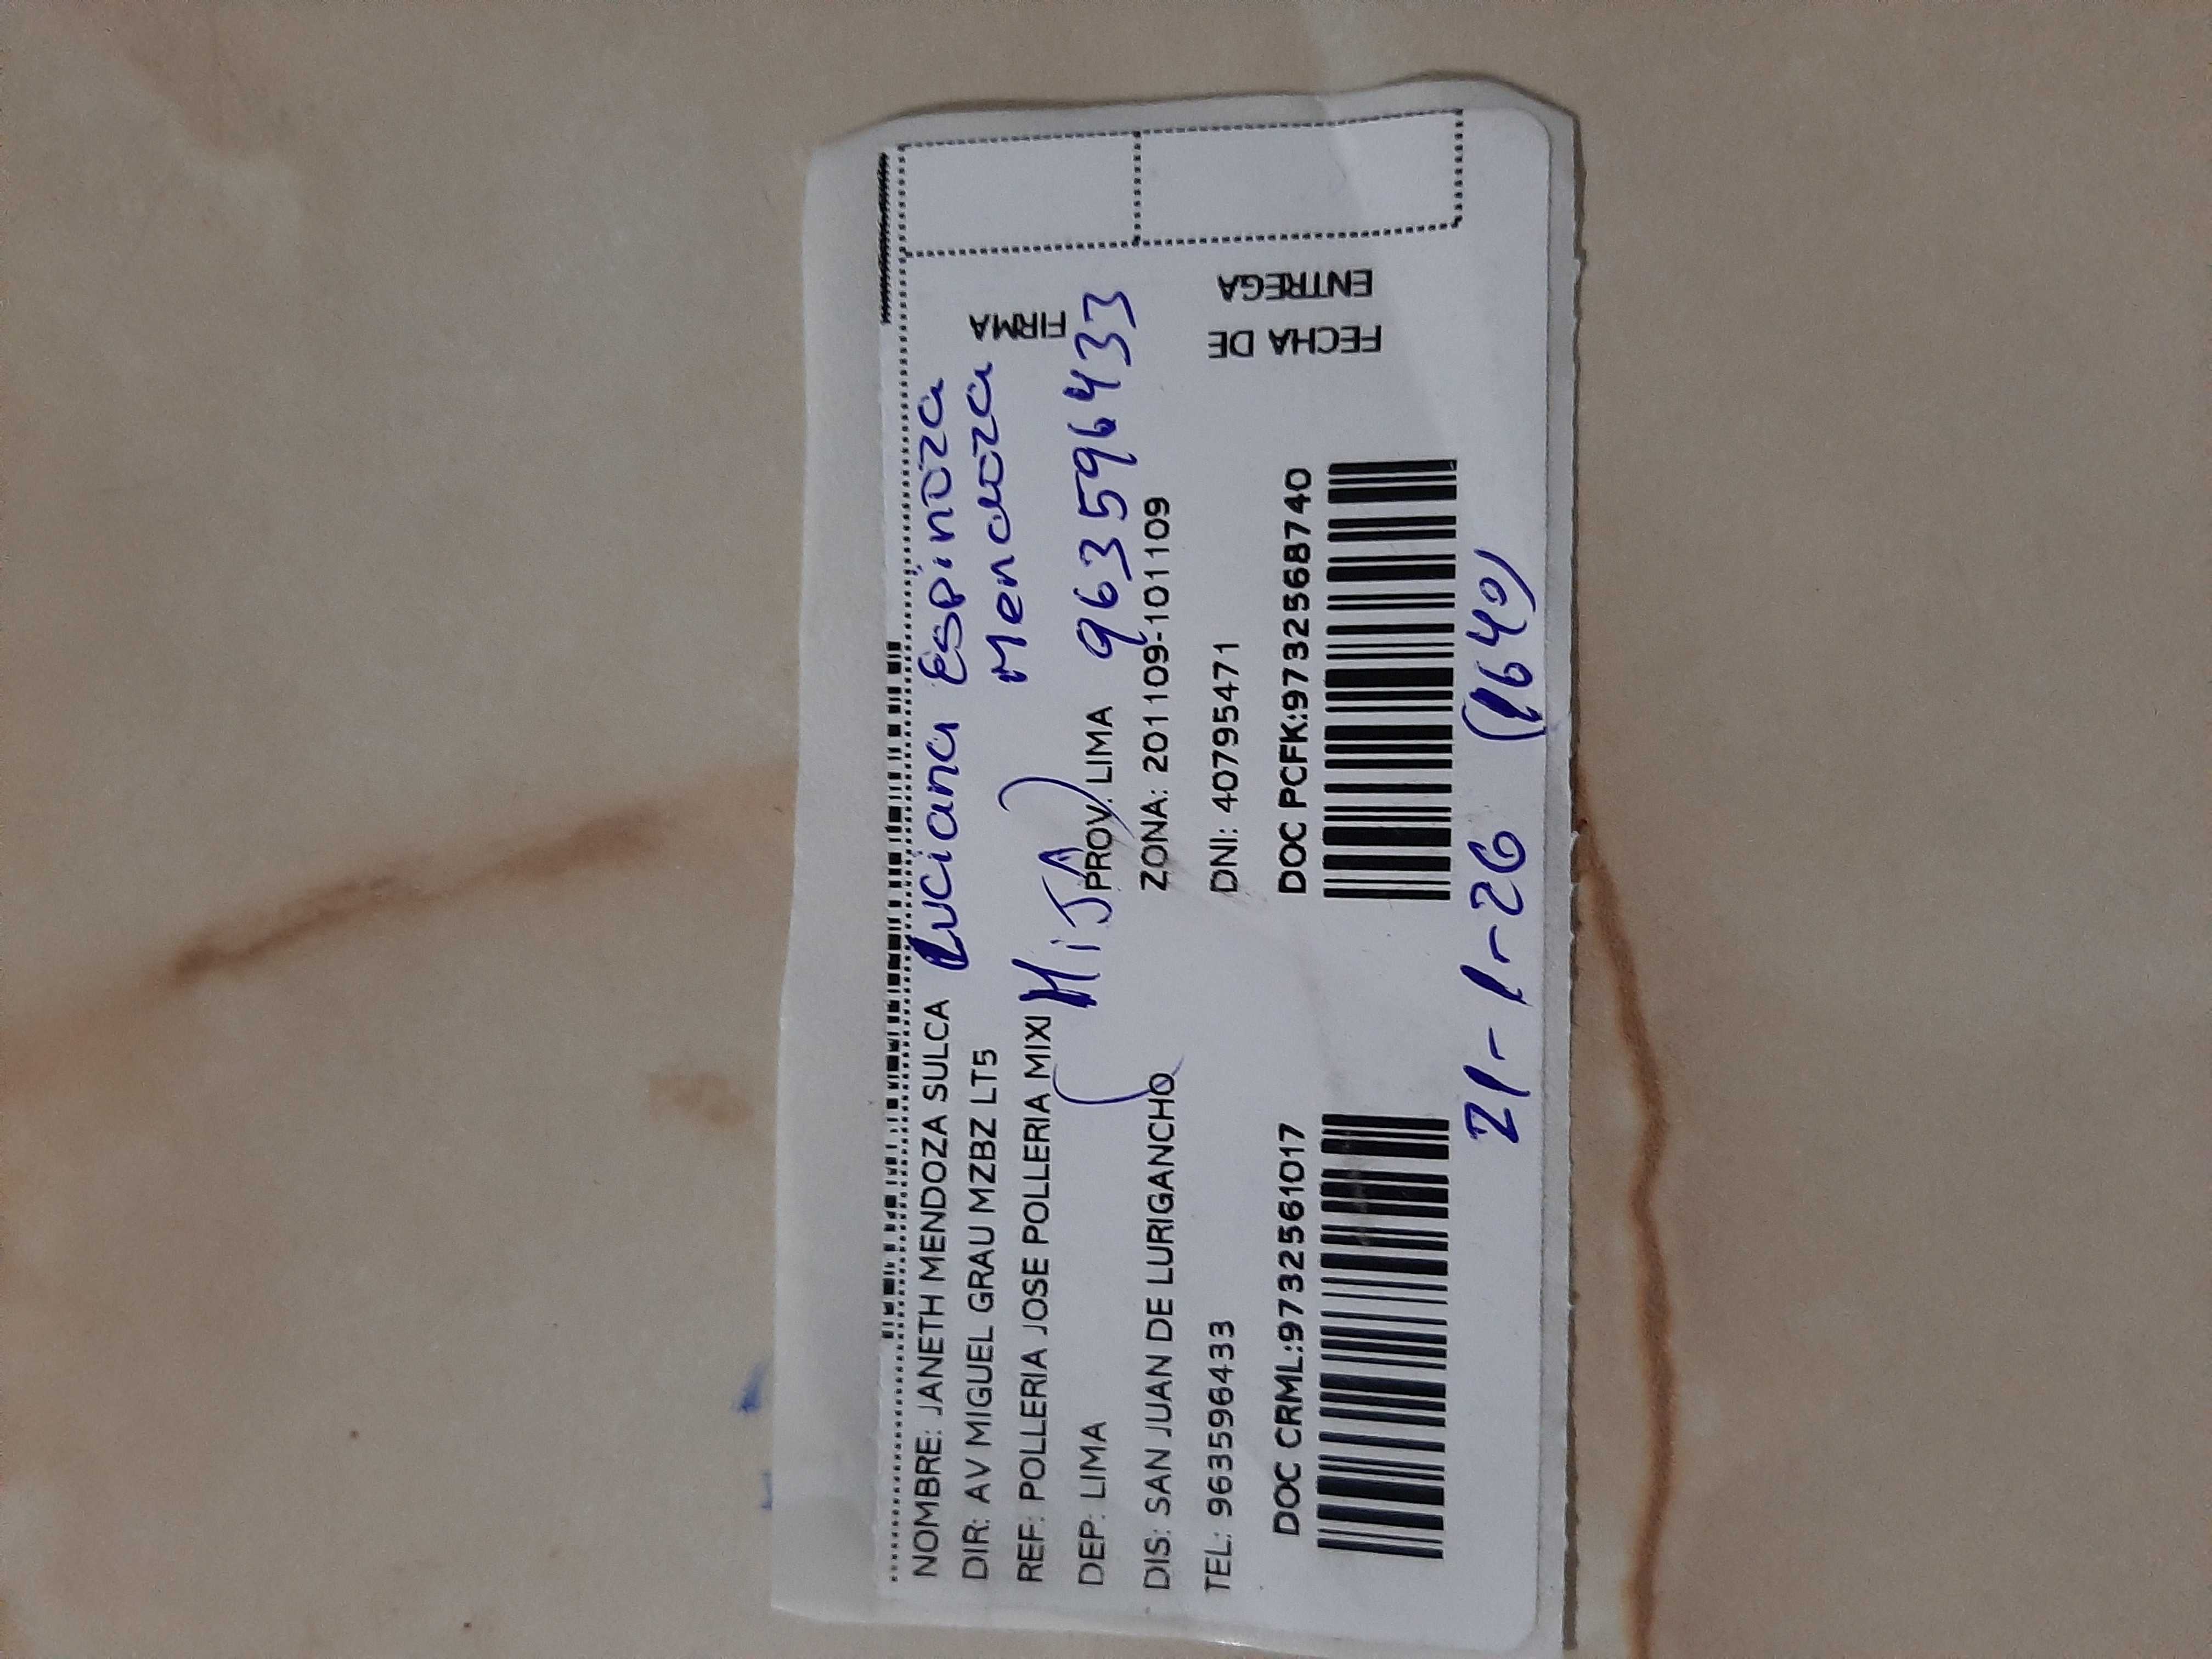 NOMBRE: JANETH MENDOZA SULCA Luciana Espinoza
DIR: AV MIGUEL GRAU MZBZ LT5 Mendoza
REF: POLLERIA JOSE POLLERIA MIXI
(HiJA)
DEP: LIMA PROV: LIMA 963596433
DIS: SAN JUAN DE LURIGANCHO ZONA: 201109-101109
TEL: 963596433 DNI: 40795471
DOC CRML:9732561017 DOC PCFK:9732568740
21-1-26 (1640)
FIRMA
FECHA DE
ENTREGA